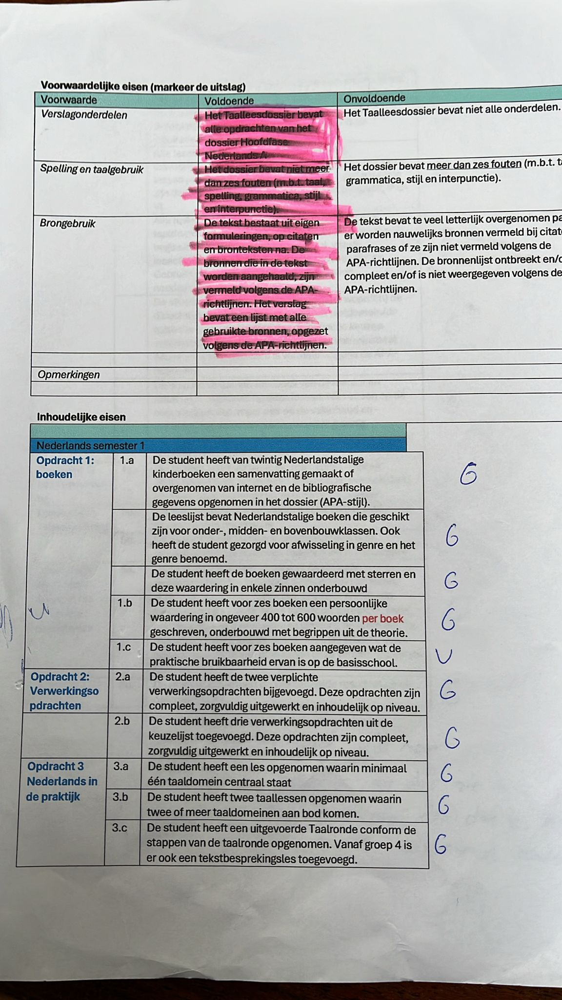 Voorwaardelijke eisen (markeer de uitslag)
Voorwaarde Voldoende Onvoldoende
Verslagonderdelen
Het Taalleesdossier bevat
alle opdrachten van het
dossier Hoofdfase
Nederlands A
Het Taalleesdossier bevat niet alle onderdelen.
Spelling en taalgebruik
Het dossier bevat niet meer
dan zes fouten (m.b.t. taal,
spelling, grammatica, stijl
en interpunctie).
Het dossier bevat meer dan zes fouten (m.b.t.
grammatica, stijl en interpunctie).
Brongebruik
De tekst bestaat uit eigen
formuleringen, op citaten
en bronteksten na. De
bronnen die in de tekst
worden aangehaald, zijn
vermeld volgens de APA-
richtlijnen. Het verslag
bevat een lijst met alle
gebruikte bronnen, opgezet
volgens de APA-richtlijnen.
De tekst bevat te veel letterlijk overgenomen
er worden nauwelijks bronnen vermeld bij
parafrases of ze zijn niet vermeld volgens de
APA-richtlijnen. De bronnenlijst ontbreekt
compleet en/of is niet weergegeven volgens de
APA-richtlijnen.
Opmerkingen
Inhoudelijke eisen
Nederlands semester 1
Opdracht 1:
boeken
1.a
De student heeft van twintig Nederlandstalige
kinderboeken een samenvatting gemaakt of
overgenomen van internet en de bibliografische
gegevens opgenomen in het dossier (APA-stijl).
G
De leeslijst bevat Nederlandstalige boeken die geschikt
zijn voor onder-, midden- en bovenbouwklassen. Ook
heeft de student gezorgd voor afwisseling in genre en het
genre benoemd.
G
De student heeft de boeken gewaardeerd met sterren en
deze waardering in enkele zinnen onderbouwd
G
1.b
De student heeft voor zes boeken een persoonlijke
waardering in ongeveer 400 tot 600 woorden per boek
geschreven, onderbouwd met begrippen uit de theorie.
G
1.c
De student heeft voor zes boeken aangegeven wat de
praktische bruikbaarheid ervan is op de basisschool.
V
Opdracht 2:
Verwerkingso
pdrachten
2.a
De student heeft de twee verplichte
verwerkingsopdrachten bijgevoegd. Deze opdrachten zijn
compleet, zorgvuldig uitgewerkt en inhoudelijk op niveau.
G
2.b
De student heeft drie verwerkingsopdrachten uit de
keuzelijst toegevoegd. Deze opdrachten zijn compleet,
zorgvuldig uitgewerkt en inhoudelijk op niveau.
G
Opdracht 3
Nederlands in
de praktijk
3.a
De student heeft een les opgenomen waarin minimaal
één taaldomein centraal staat
G
3.b
De student heeft twee taallessen opgenomen waarin
twee of meer taaldomeinen aan bod komen.
G
3.c
De student heeft een uitgevoerde Taalronde conform de
stappen van de taalronde opgenomen. Vanaf groep 4 is
er ook een tekstbesprekingsles toegevoegd.
G